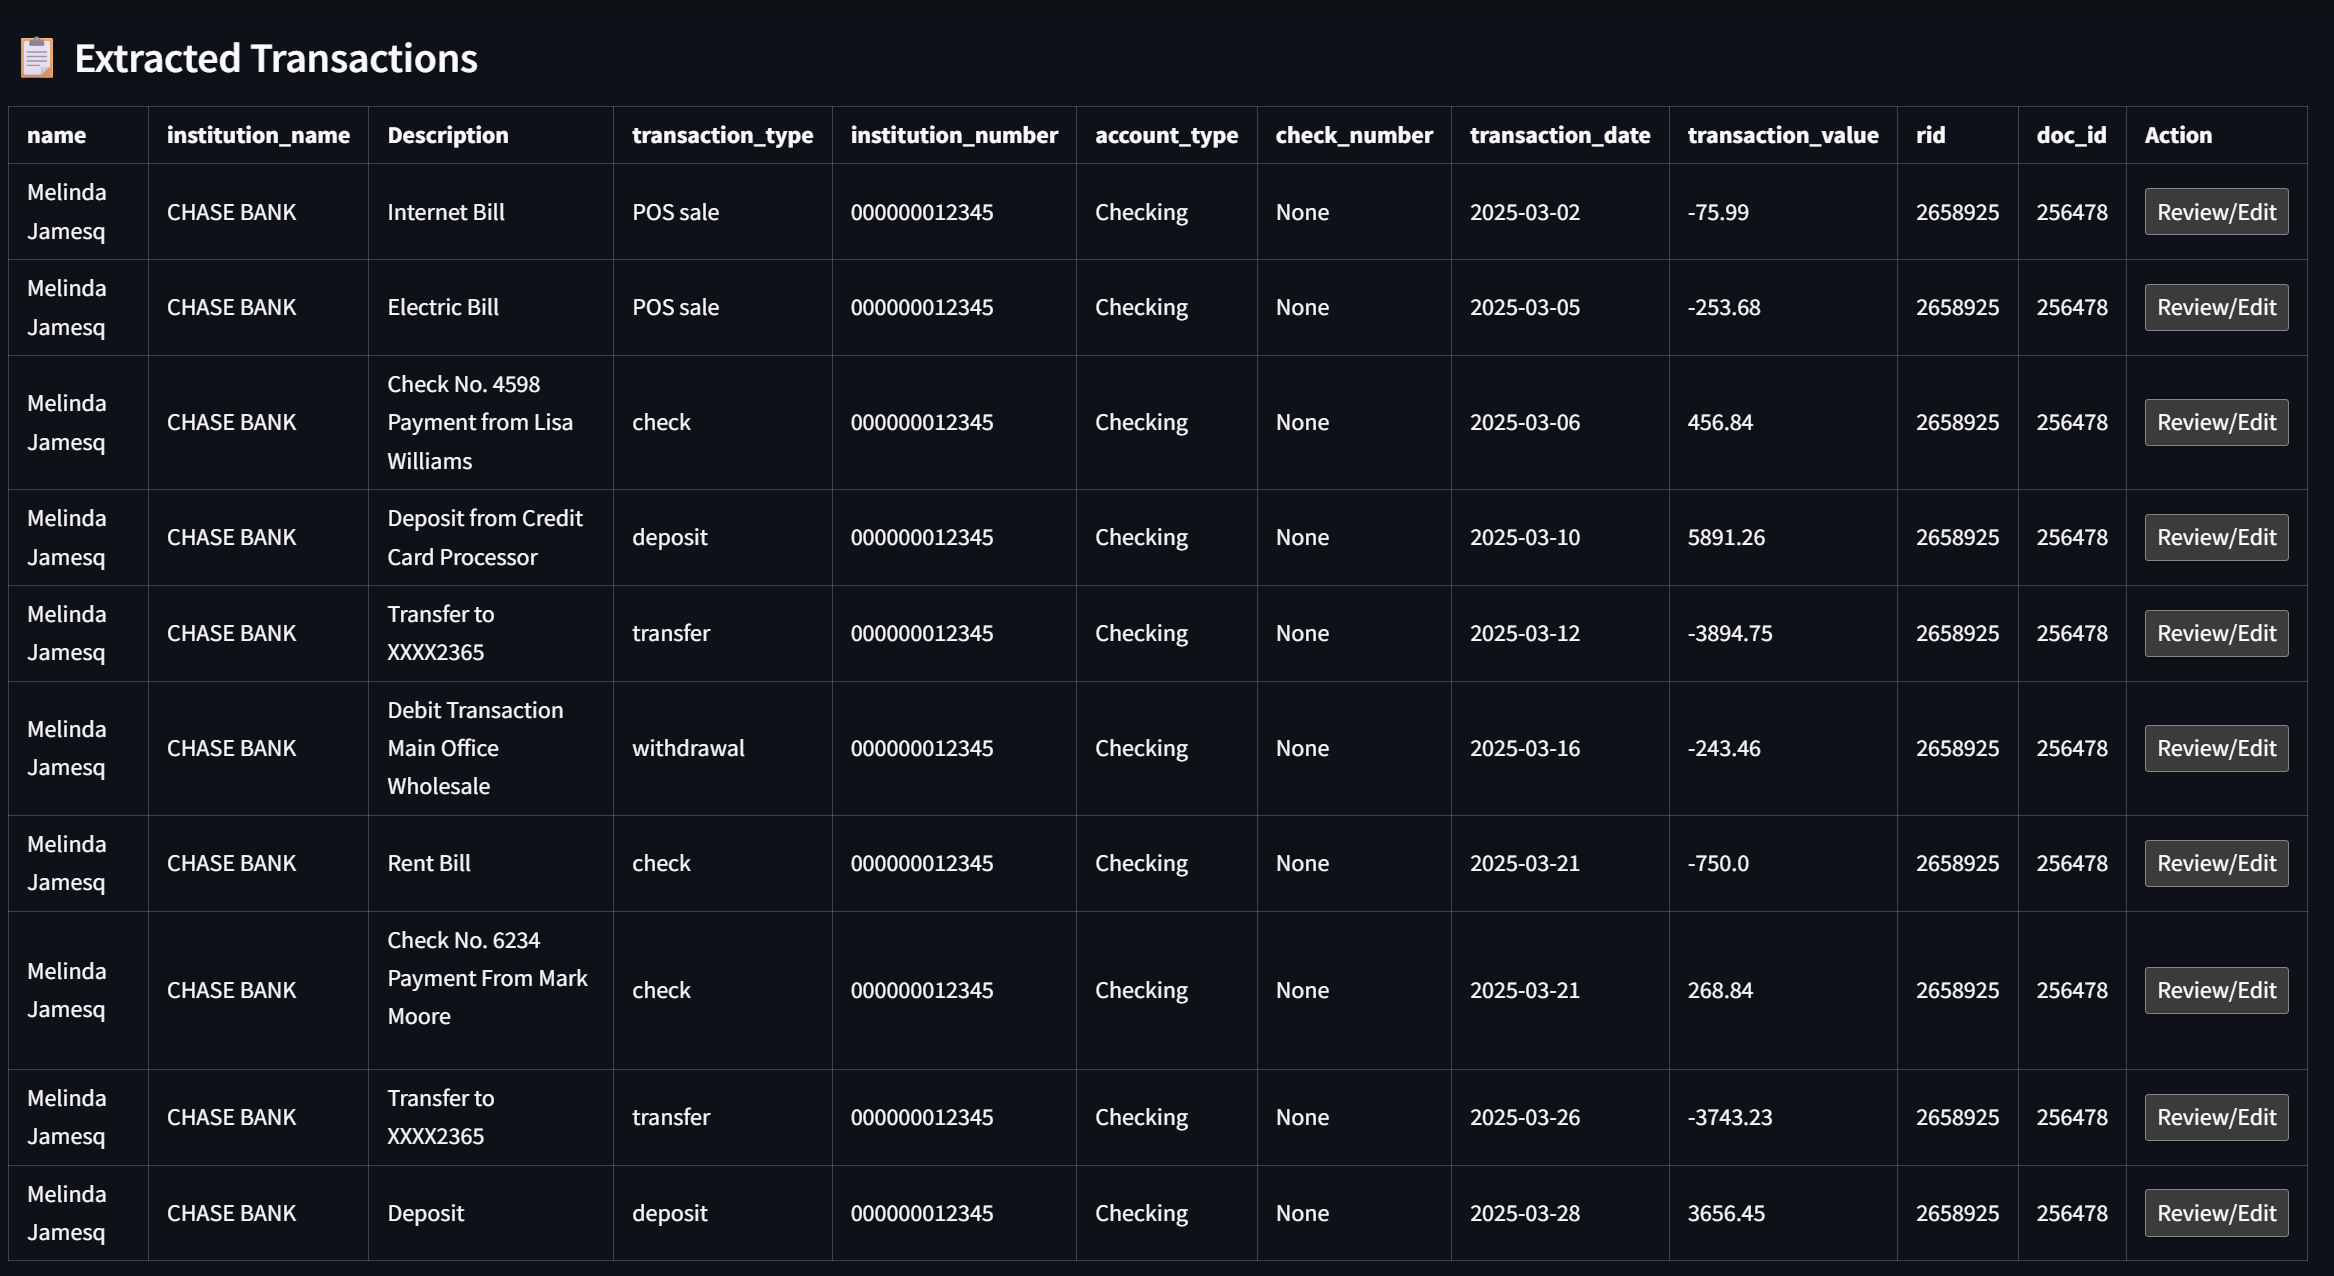 Extracted Transactions
name institution_name Description transaction_type institution_number account_type check_number transaction_date transaction_value rid doc_id Action
Melinda Jamesq CHASE BANK Internet Bill POS sale 000000012345 Checking None 2025-03-02 -75.99 2658925 256478 Review/Edit
Melinda Jamesq CHASE BANK Electric Bill POS sale 000000012345 Checking None 2025-03-05 -253.68 2658925 256478 Review/Edit
Melinda Jamesq CHASE BANK Check No. 4598 Payment from Lisa Williams check 000000012345 Checking None 2025-03-06 456.84 2658925 256478 Review/Edit
Melinda Jamesq CHASE BANK Deposit from Credit Card Processor deposit 000000012345 Checking None 2025-03-10 5891.26 2658925 256478 Review/Edit
Melinda Jamesq CHASE BANK Transfer to XXXX2365 transfer 000000012345 Checking None 2025-03-12 -3894.75 2658925 256478 Review/Edit
Melinda Jamesq CHASE BANK Debit Transaction Main Office Wholesale withdrawal 000000012345 Checking None 2025-03-16 -243.46 2658925 256478 Review/Edit
Melinda Jamesq CHASE BANK Rent Bill check 000000012345 Checking None 2025-03-21 -750.0 2658925 256478 Review/Edit
Melinda Jamesq CHASE BANK Check No. 6234 Payment From Mark Moore check 000000012345 Checking None 2025-03-21 268.84 2658925 256478 Review/Edit
Melinda Jamesq CHASE BANK Transfer to XXXX2365 transfer 000000012345 Checking None 2025-03-26 -3743.23 2658925 256478 Review/Edit
Melinda Jamesq CHASE BANK Deposit deposit 000000012345 Checking None 2025-03-28 3656.45 2658925 256478 Review/Edit